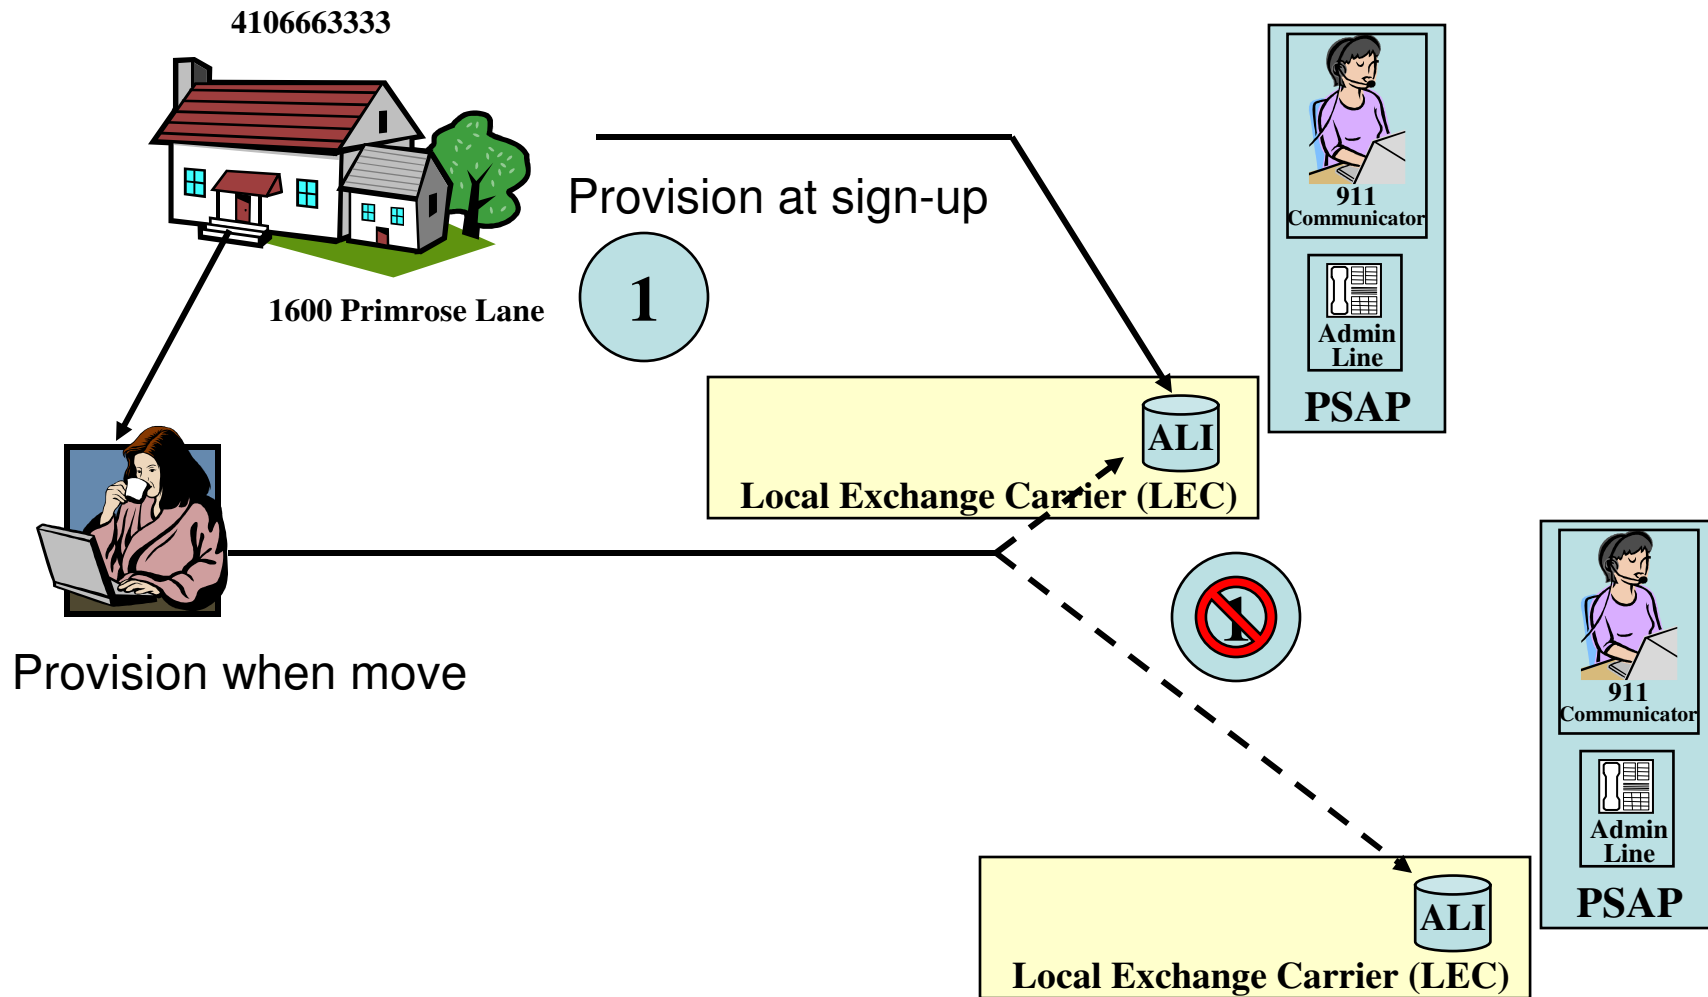 4106663333
Provision at sign-up
1600 Primrose Lane
1
911
Communicator
Admin
Line
PSAP
ALI
Local Exchange Carrier (LEC)
1
Provision when move
911
Communicator
Admin
Line
PSAP
ALI
Local Exchange Carrier (LEC)